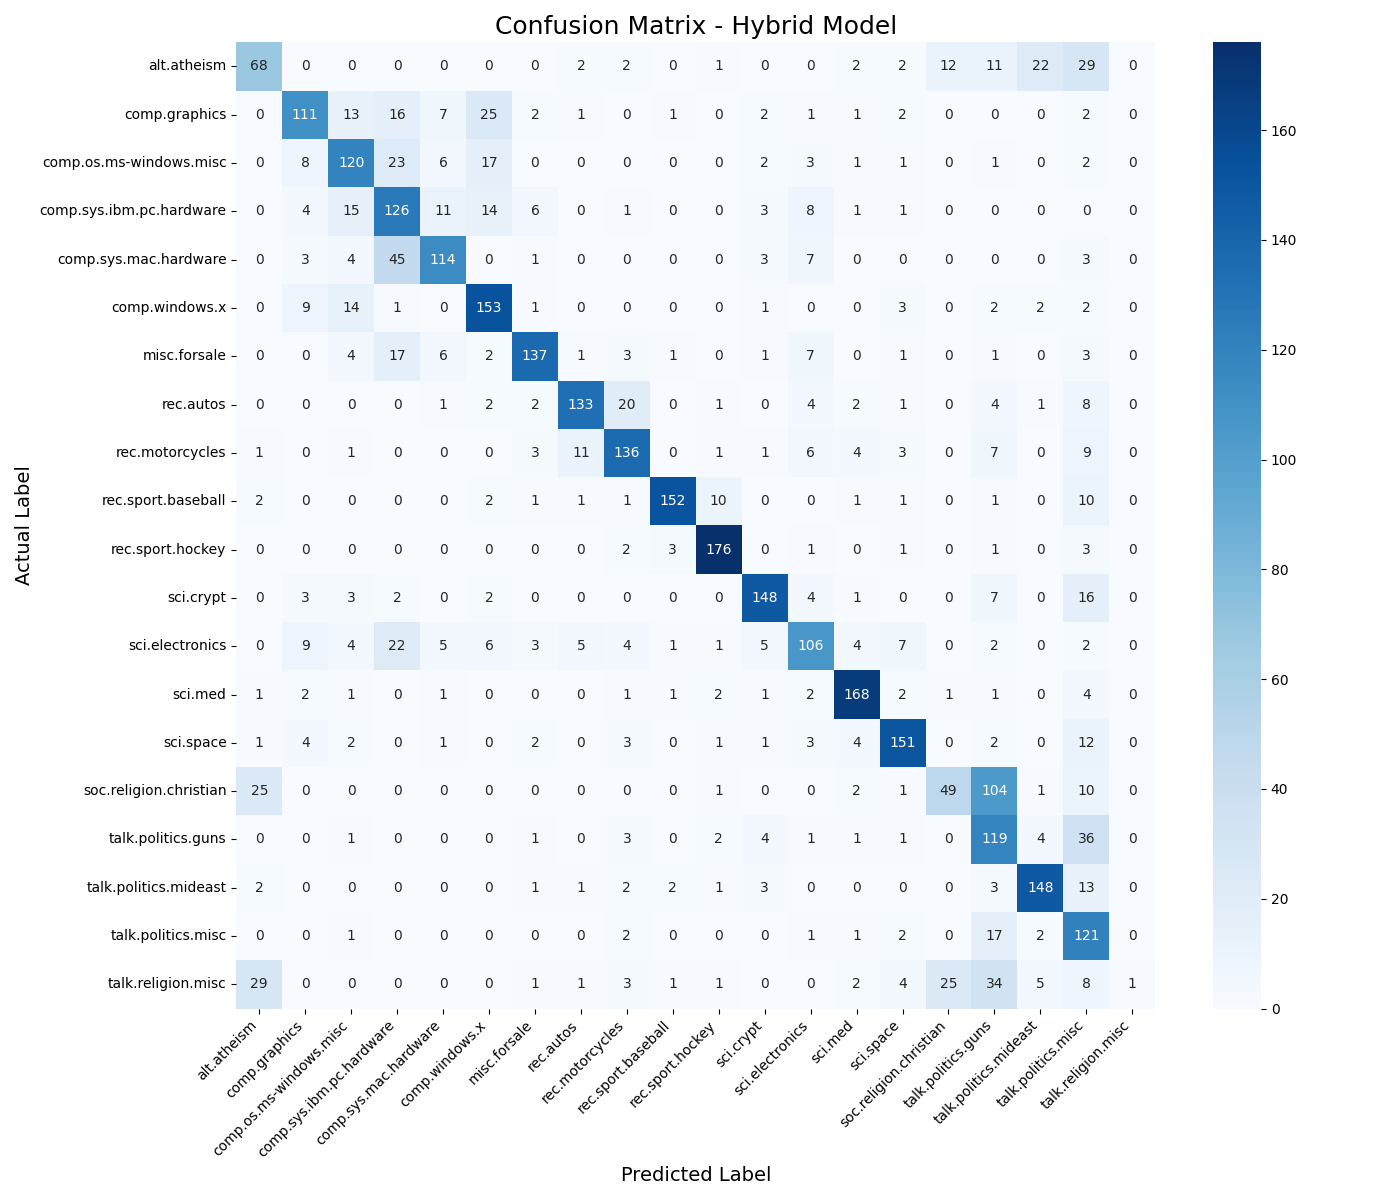 Confusion Matrix - Hybrid Model
Actual Label
alt.atheism 68 0 0 0 0 0 0 2 2 0 1 0 0 2 2 12 11 22 29 0
comp.graphics 0 111 13 16 7 25 2 1 0 1 0 2 1 1 2 0 0 0 2 0
comp.os.ms-windows.misc 0 8 120 23 6 17 0 0 0 0 0 2 3 1 1 0 1 0 2 0
comp.sys.ibm.pc.hardware 0 4 15 126 11 14 6 0 1 0 0 3 8 1 1 0 0 0 0 0
comp.sys.mac.hardware 0 3 4 45 114 0 1 0 0 0 0 3 7 0 0 0 0 0 3 0
comp.windows.x 0 9 14 1 0 153 1 0 0 0 0 1 0 0 3 0 2 2 2 0
misc.forsale 0 0 4 17 6 2 137 1 3 1 0 1 7 0 1 0 1 0 3 0
rec.autos 0 0 0 0 1 2 2 133 20 0 1 0 4 2 1 0 4 1 8 0
rec.motorcycles 1 0 1 0 0 0 3 11 136 0 1 1 6 4 3 0 7 0 9 0
rec.sport.baseball 2 0 0 0 0 2 1 1 1 152 10 0 0 1 1 0 1 0 10 0
rec.sport.hockey 0 0 0 0 0 0 0 0 2 3 176 0 1 0 1 0 1 0 3 0
sci.crypt 0 3 3 2 0 2 0 0 0 0 0 148 4 1 0 0 7 0 16 0
sci.electronics 0 9 4 22 5 6 3 5 4 1 1 5 106 4 7 0 2 0 2 0
sci.med 1 2 1 0 1 0 0 0 1 1 2 1 2 168 2 1 1 0 4 0
sci.space 1 4 2 0 1 0 2 0 3 0 1 1 3 4 151 0 2 0 12 0
soc.religion.christian 25 0 0 0 0 0 0 0 0 0 1 0 0 2 1 49 104 1 10 0
talk.politics.guns 0 0 1 0 0 0 1 0 3 0 2 4 1 1 1 0 119 4 36 0
talk.politics.mideast 2 0 0 0 0 0 1 1 2 2 1 3 0 0 0 0 3 148 13 0
talk.politics.misc 0 0 1 0 0 0 0 0 2 0 0 0 1 1 2 0 17 2 121 0
talk.religion.misc 29 0 0 0 0 0 1 1 3 1 1 0 0 2 4 25 34 5 8 1
alt.atheism
comp.graphics
comp.os.ms-windows.misc
comp.sys.ibm.pc.hardware
comp.sys.mac.hardware
comp.windows.x
misc.forsale
rec.autos
rec.motorcycles
rec.sport.baseball
rec.sport.hockey
sci.crypt
sci.electronics
sci.med
sci.space
soc.religion.christian
talk.politics.guns
talk.politics.mideast
talk.politics.misc
talk.religion.misc
Predicted Label
160
140
120
100
80
60
40
20
0